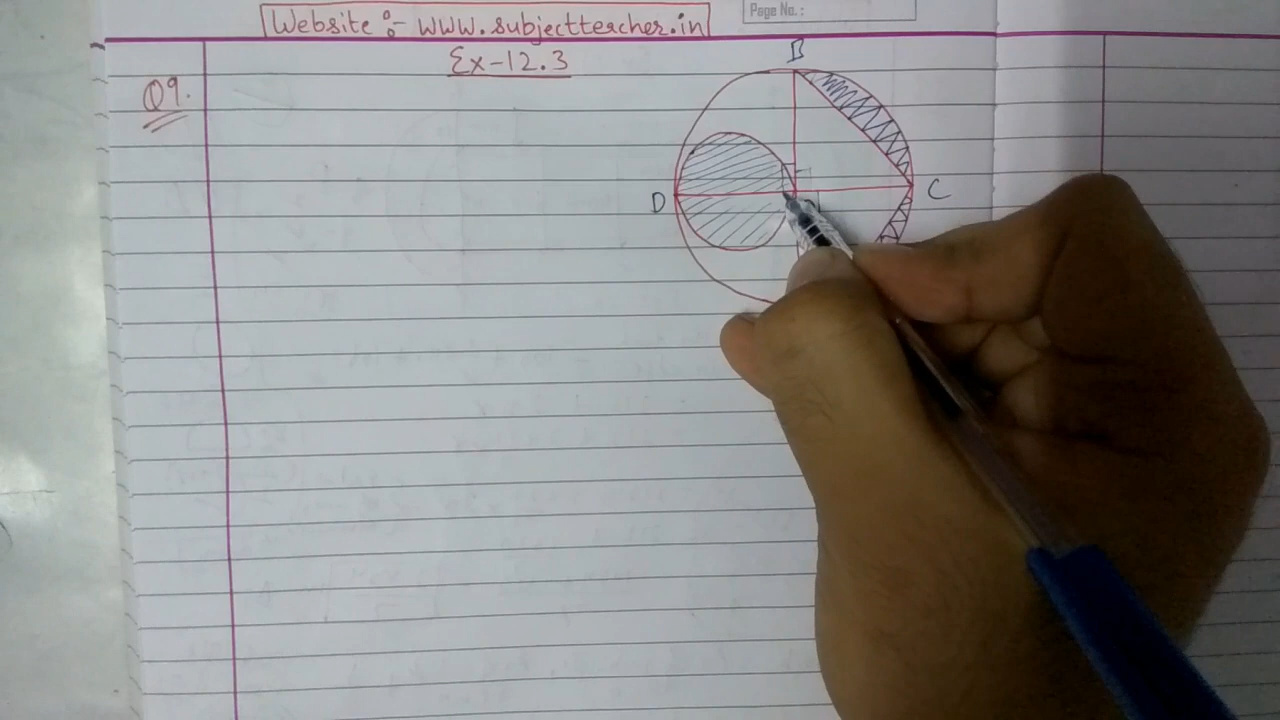 Website :- www.subjectteacher.in
Page No.:
Ex-12.3
Q9.
B
D
C